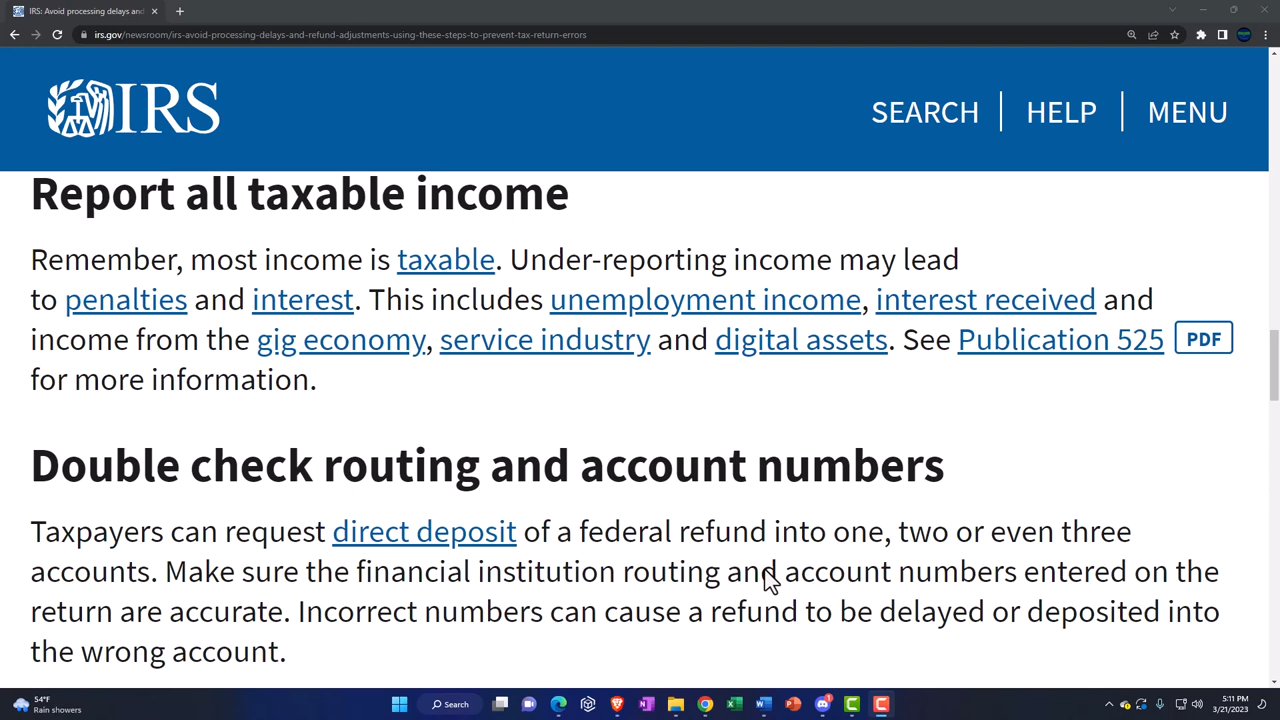 IRS: Avoid processing delays and
irs.gov/newsroom/irs-avoid-processing-delays-and-refund-adjustments-using-these-steps-to-prevent-tax-return-errors
IRS
SEARCH
HELP
MENU
Report all taxable income
Remember, most income is taxable. Under-reporting income may lead
to penalties and interest. This includes unemployment income, interest received and
income from the gig economy, service industry and digital assets. See Publication 525 PDF
for more information.
Double check routing and account numbers
Taxpayers can request direct deposit of a federal refund into one, two or even three
accounts. Make sure the financial institution routing and account numbers entered on the
return are accurate. Incorrect numbers can cause a refund to be delayed or deposited into
the wrong account.
54°F
Rain showers
Search
5:11 PM
3/21/2023